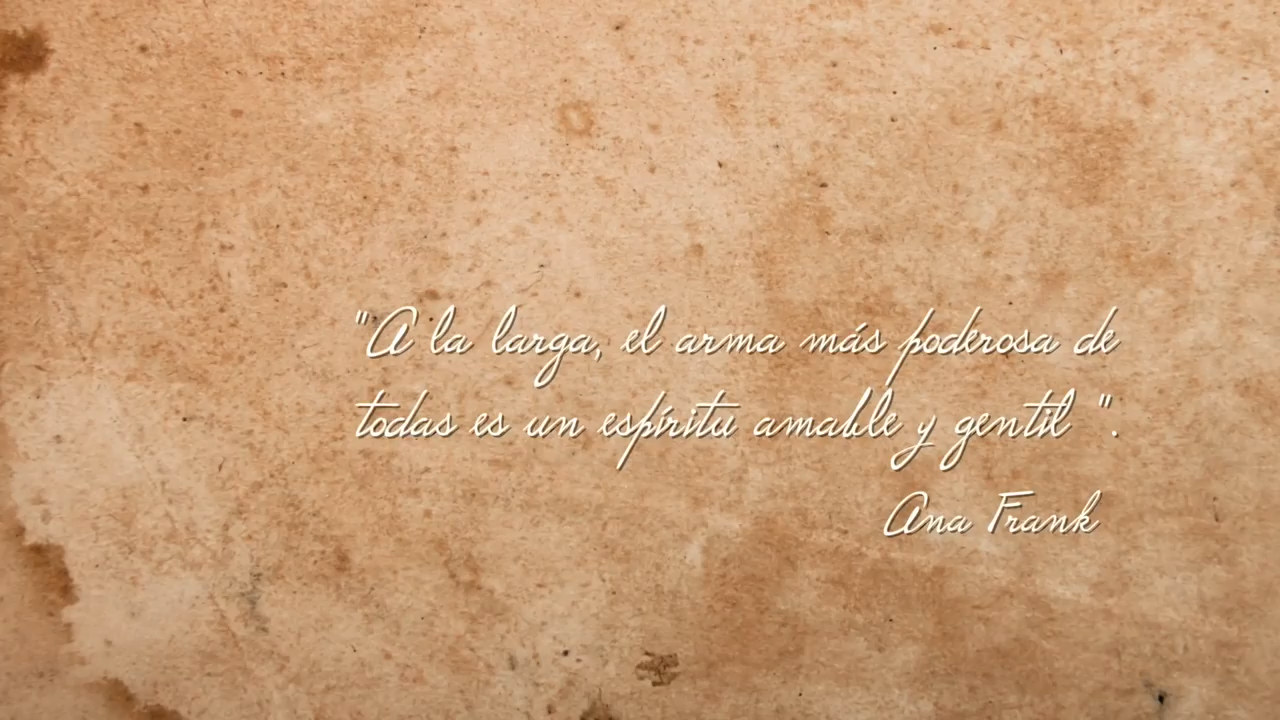 "A la larga, el arma más poderosa de
todas es un espíritu amable y gentil ".
Ana Frank